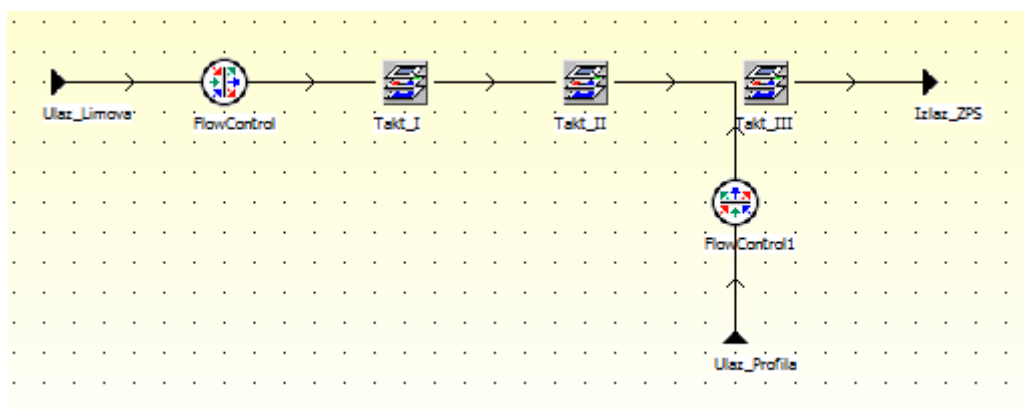 Ulaz_Limova
FlowControl
Takt_I
Takt_II
Takt_III
Izlaz_ZPS
FlowControl1
Ulaz_Profila